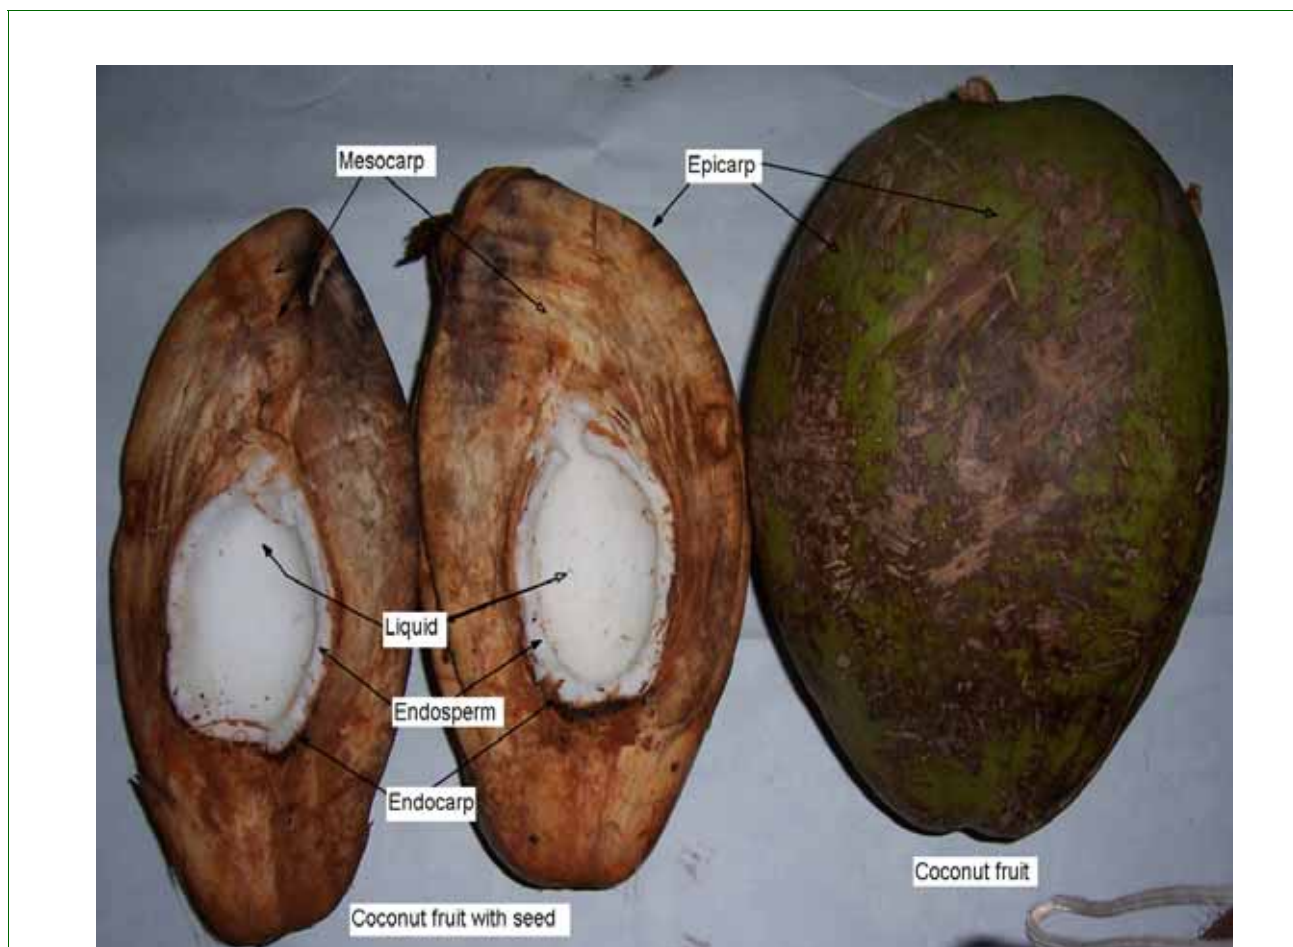 Mesocarp
Epicarp
Liquid
Endosperm
Endocarp
Coconut fruit
Coconut fruit with seed